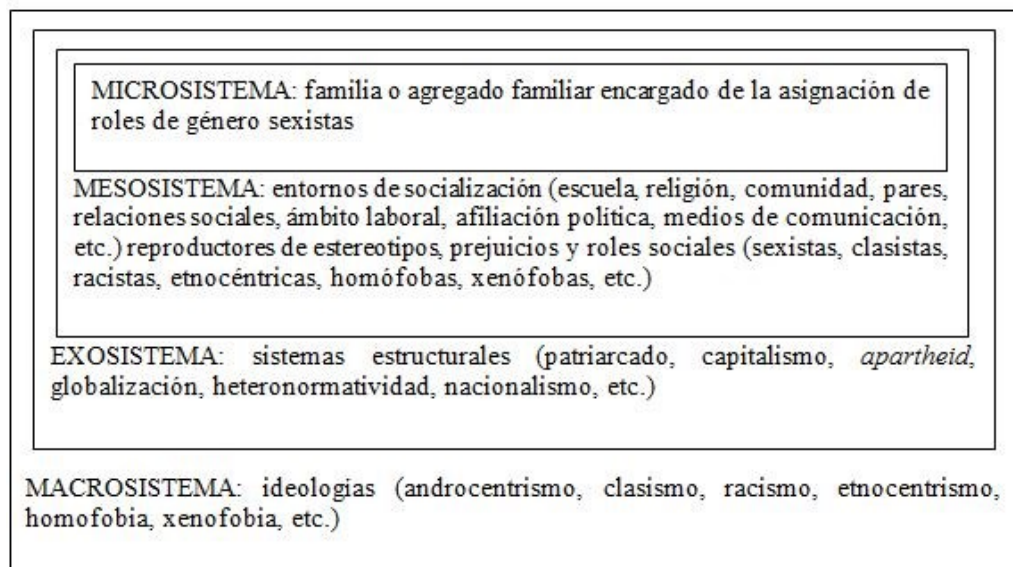 MICROSISTEMA: familia o agregado familiar encargado de la asignación de
roles de género sexistas
MESOSISTEMA: entornos de socialización (escuela, religión, comunidad, pares,
relaciones sociales, ámbito laboral, afiliación política, medios de comunicación,
etc.) reproductores de estereotipos, prejuicios y roles sociales (sexistas, clasistas,
racistas, etnocéntricas, homófobas, xenófobas, etc.)
EXOSISTEMA: sistemas estructurales (patriarcado, capitalismo, apartheid,
globalización, heteronormatividad, nacionalismo, etc.)
MACROSISTEMA: ideologías (androcentrismo, clasismo, racismo, etnocentrismo,
homofobia, xenofobia, etc.)